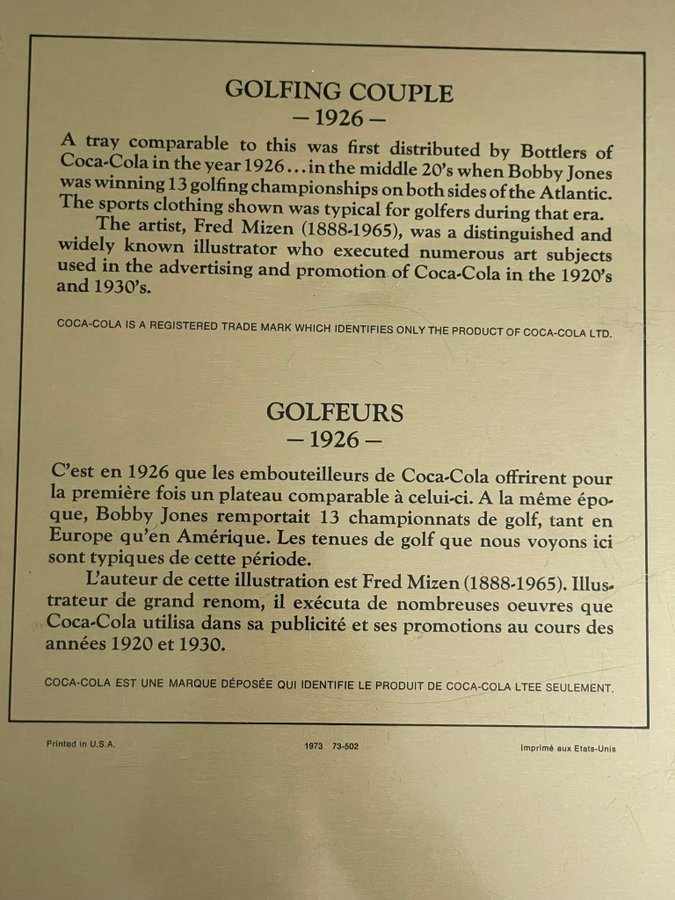 GOLFING COUPLE
— 1926 —
A tray comparable to this was first distributed by Bottlers of
Coca-Cola in the year 1926...in the middle 20's when Bobby Jones
was winning 13 golfing championships on both sides of the Atlantic.
The sports clothing shown was typical for golfers during that era.
The artist, Fred Mizen (1888-1965), was a distinguished and
widely known illustrator who executed numerous art subjects
used in the advertising and promotion of Coca-Cola in the 1920's
and 1930's.
COCA-COLA IS A REGISTERED TRADE MARK WHICH IDENTIFIES ONLY THE PRODUCT OF COCA-COLA LTD.
GOLFEURS
— 1926 —
C'est en 1926 que les embouteilleurs de Coca-Cola offrirent pour
la première fois un plateau comparable à celui-ci. A la même épo-
que, Bobby Jones remportait 13 championnats de golf, tant en
Europe qu'en Amérique. Les tenues de golf que nous voyons ici
sont typiques de cette période.
L'auteur de cette illustration est Fred Mizen (1888-1965). Illus-
trateur de grand renom, il exécuta de nombreuses oeuvres que
Coca-Cola utilisa dans sa publicité et ses promotions au cours des
années 1920 et 1930.
COCA-COLA EST UNE MARQUE DÉPOSÉE QUI IDENTIFIE LE PRODUIT DE COCA-COLA LTEE SEULEMENT.
Printed in U.S.A. 1973 73-502 Imprimé aux Etats-Unis